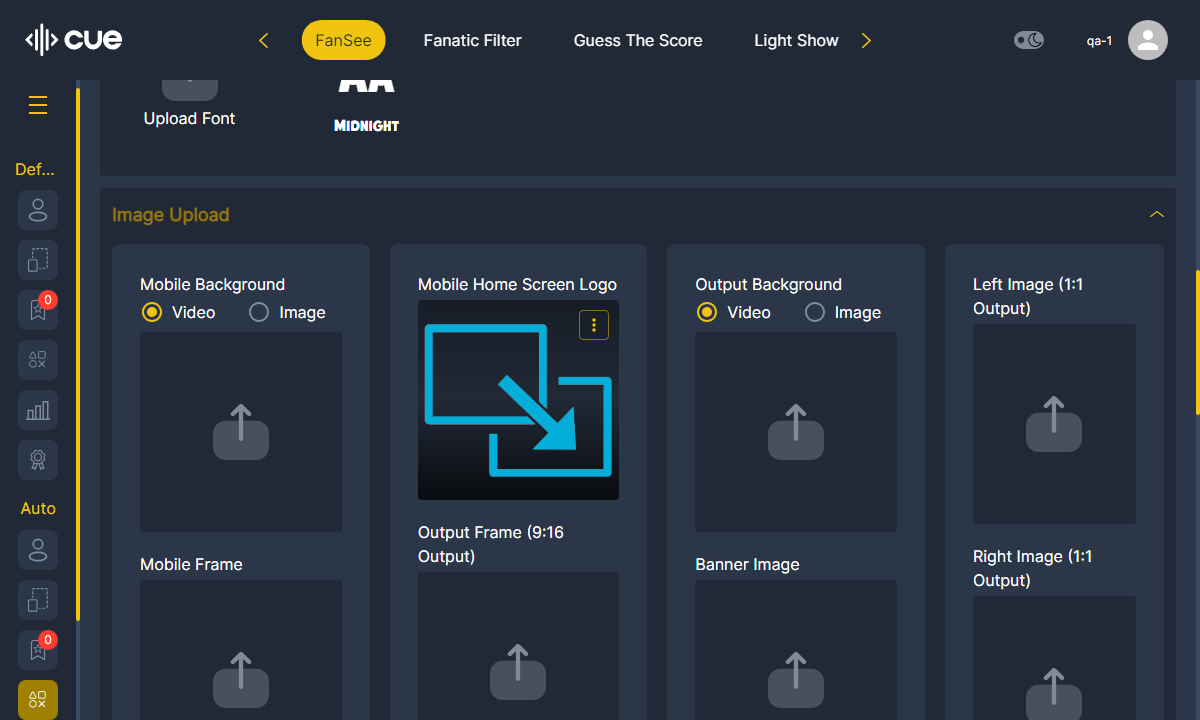 cue
FanSee
Fanatic Filter
Guess The Score
Light Show
qa-1
Upload Font
MIDNIGHT
Def...
0
Auto
0
Image Upload
Mobile Background
Video
Image
Mobile Home Screen Logo
Output Background
Video
Image
Left Image (1:1
Output)
Mobile Frame
Output Frame (9:16
Output)
Banner Image
Right Image (1:1
Output)